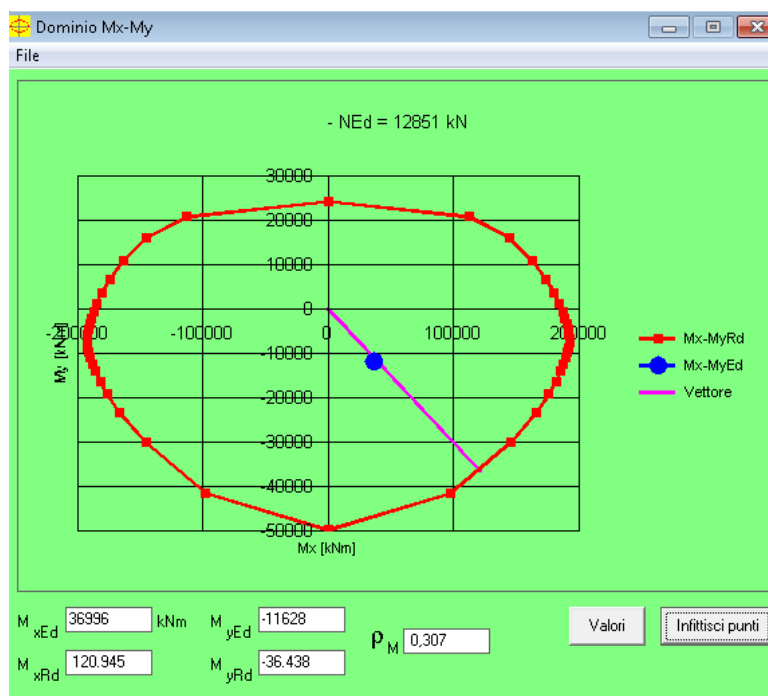 Dominio Mx-My
File
- NEd = 12851 kN
30000
20000
10000
0
-200000 -100000 0 100000 200000
-10000
-20000
-30000
-40000
-50000
My [kNm]
Mx [kNm]
Mx-MyRd
Mx-MyEd
Vettore
M xEd 36996 kNm M yEd -11628
M xRd 120.945 M yRd -36.438
ρ M 0,307
Valori
Infittisci punti